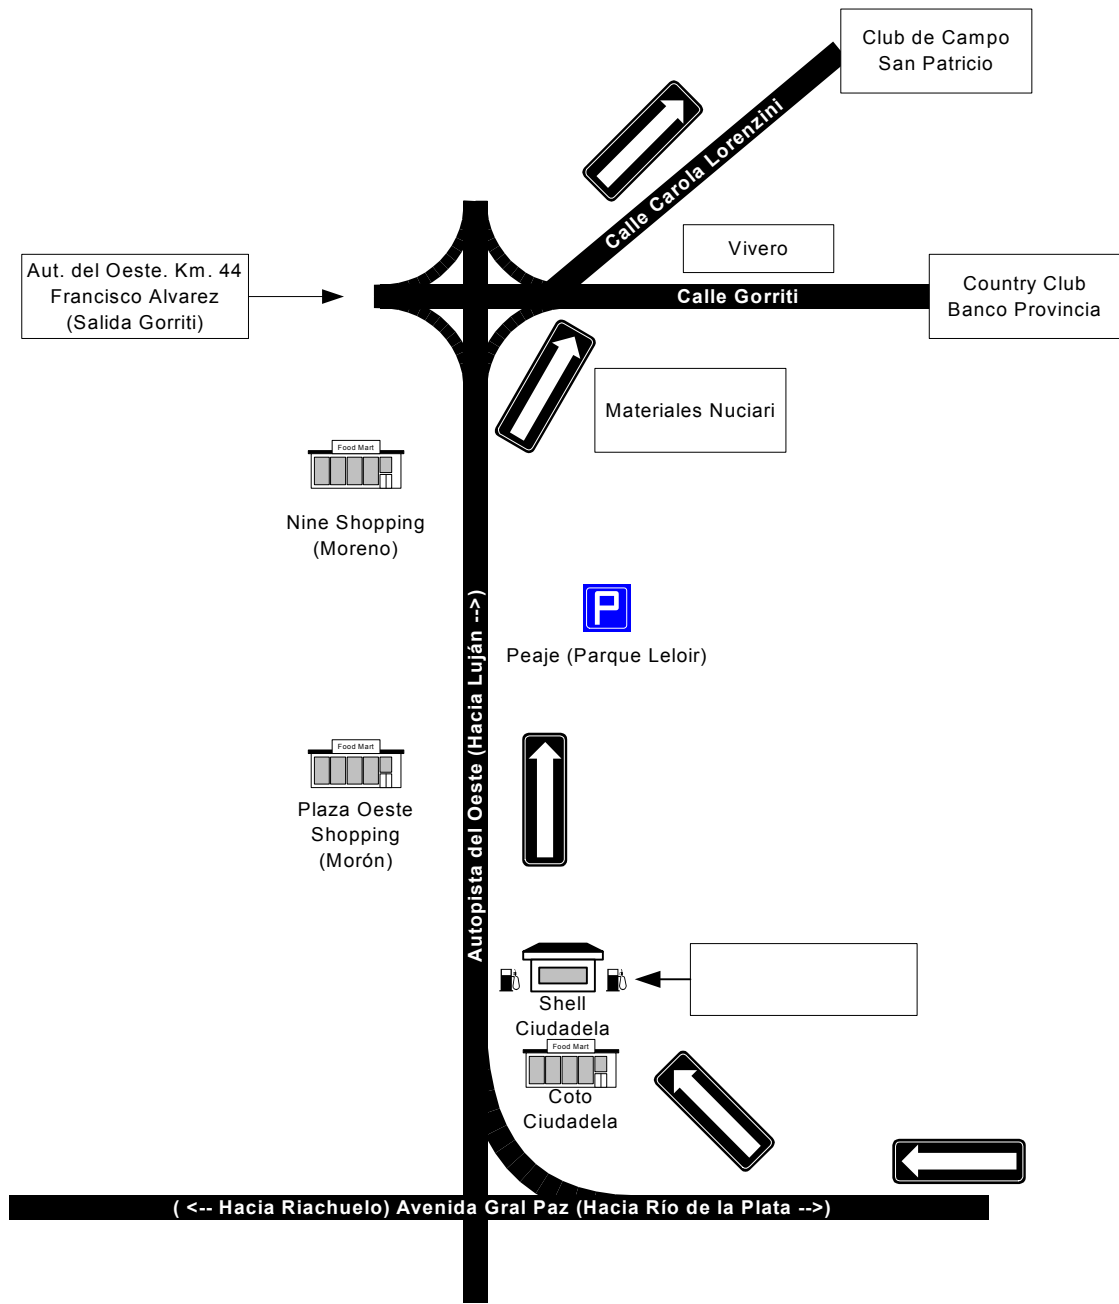 Club de Campo
San Patricio
Calle Carola Lorenzini
Vivero
Aut. del Oeste. Km. 44
Francisco Alvarez
(Salida Gorriti)
Calle Gorriti
Country Club
Banco Provincia
Materiales Nuciari
Food Mart
Nine Shopping
(Moreno)
P
Peaje (Parque Leloir)
Autopista del Oeste (Hacia Luján -->)
Food Mart
Plaza Oeste
Shopping
(Morón)
Shell
Ciudadela
Food Mart
Coto
Ciudadela
( <-- Hacia Riachuelo) Avenida Gral Paz (Hacia Río de la Plata -->)